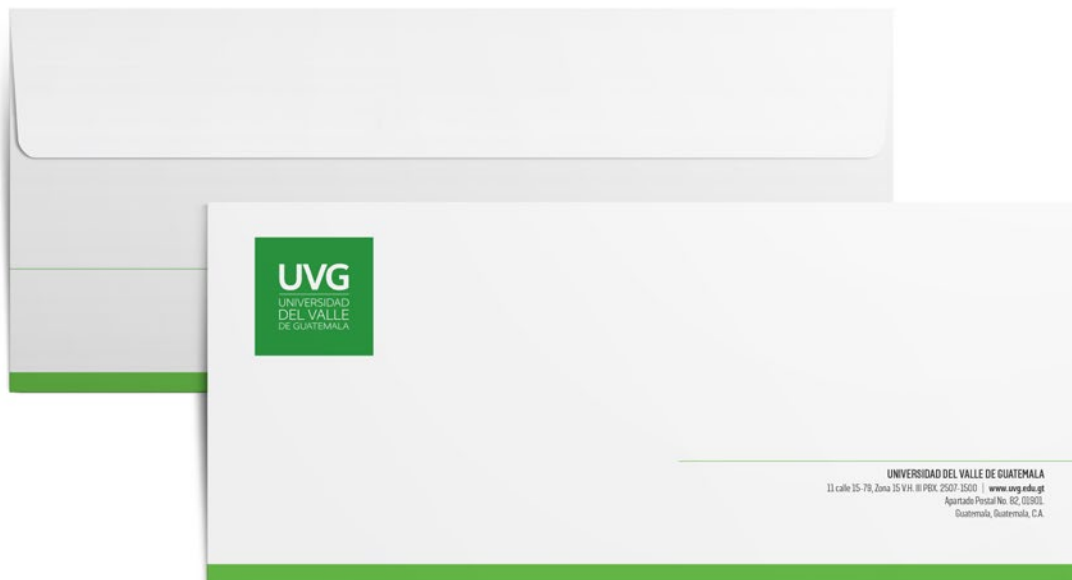 UVG
UNIVERSIDAD
DEL VALLE
DE GUATEMALA
UNIVERSIDAD DEL VALLE DE GUATEMALA
11 calle 15-79, Zona 15 V.H. III PBX. 2507-1500 | www.uvg.edu.gt
Apartado Postal No. 82, 01901.
Guatemala, Guatemala, C.A.